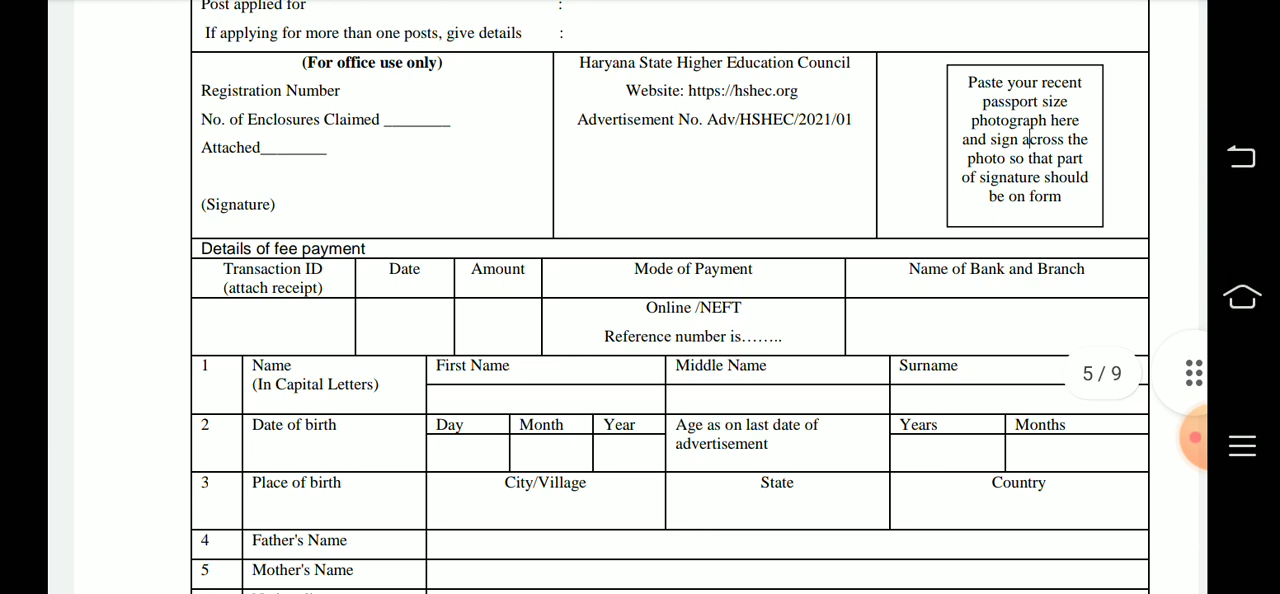 Post applied for :
If applying for more than one posts, give details :
(For office use only)
Registration Number
No. of Enclosures Claimed ________
Attached________
(Signature)
Haryana State Higher Education Council
Website: https://hshec.org
Advertisement No. Adv/HSHEC/2021/01
Paste your recent
passport size
photograph here
and sign across the
photo so that part
of signature should
be on form
Details of fee payment
Transaction ID
(attach receipt)
Date
Amount
Mode of Payment
Name of Bank and Branch
Online /NEFT
Reference number is……..
1
Name
(In Capital Letters)
First Name
Middle Name
Surname
5 / 9
2
Date of birth
Day
Month
Year
Age as on last date of
advertisement
Years
Months
3
Place of birth
City/Village
State
Country
4
Father's Name
5
Mother's Name